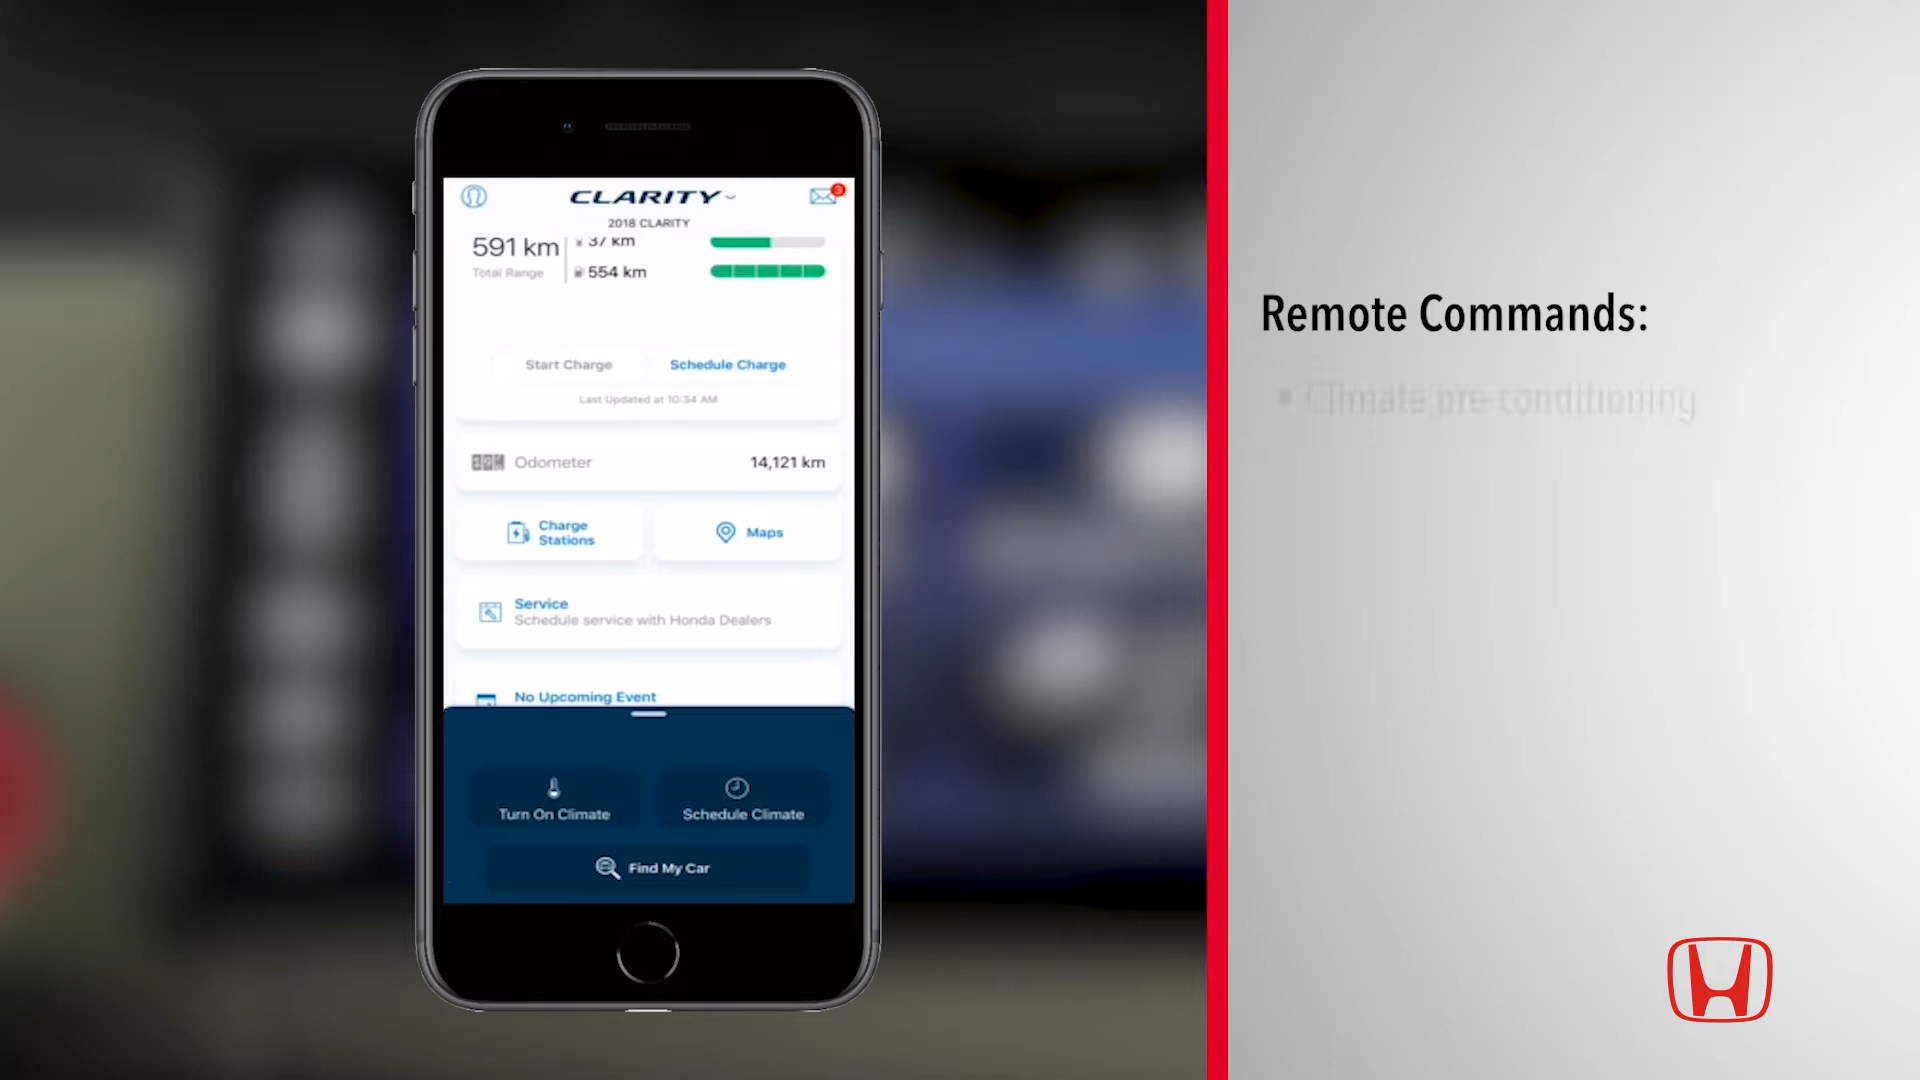 CLARITY
3
2018 CLARITY
591 km
37 km
Total Range
554 km
Start Charge
Schedule Charge
Last Updated at 10:34 AM
Odometer
14,121 km
Charge
Stations
Maps
Service
Schedule service with Honda Dealers
No Upcoming Event
Turn On Climate
Schedule Climate
Find My Car
Remote Commands:
• Climate pre-conditioning